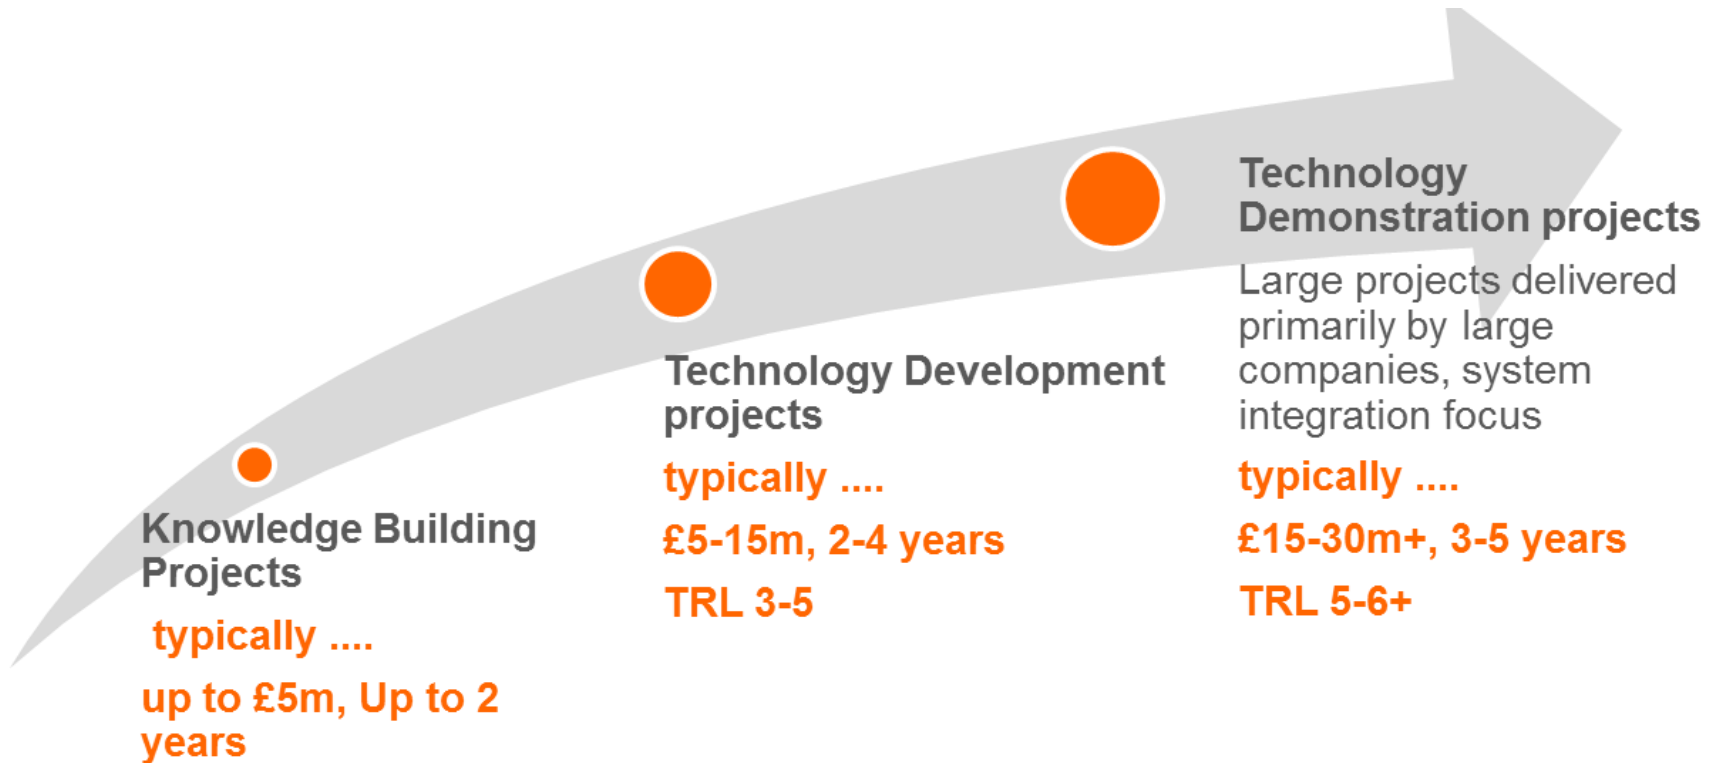 Knowledge Building
Projects
typically ....
up to £5m, Up to 2
years
Technology Development
projects
typically ....
£5-15m, 2-4 years
TRL 3-5
Technology
Demonstration projects
Large projects delivered
primarily by large
companies, system
integration focus
typically ....
£15-30m+, 3-5 years
TRL 5-6+